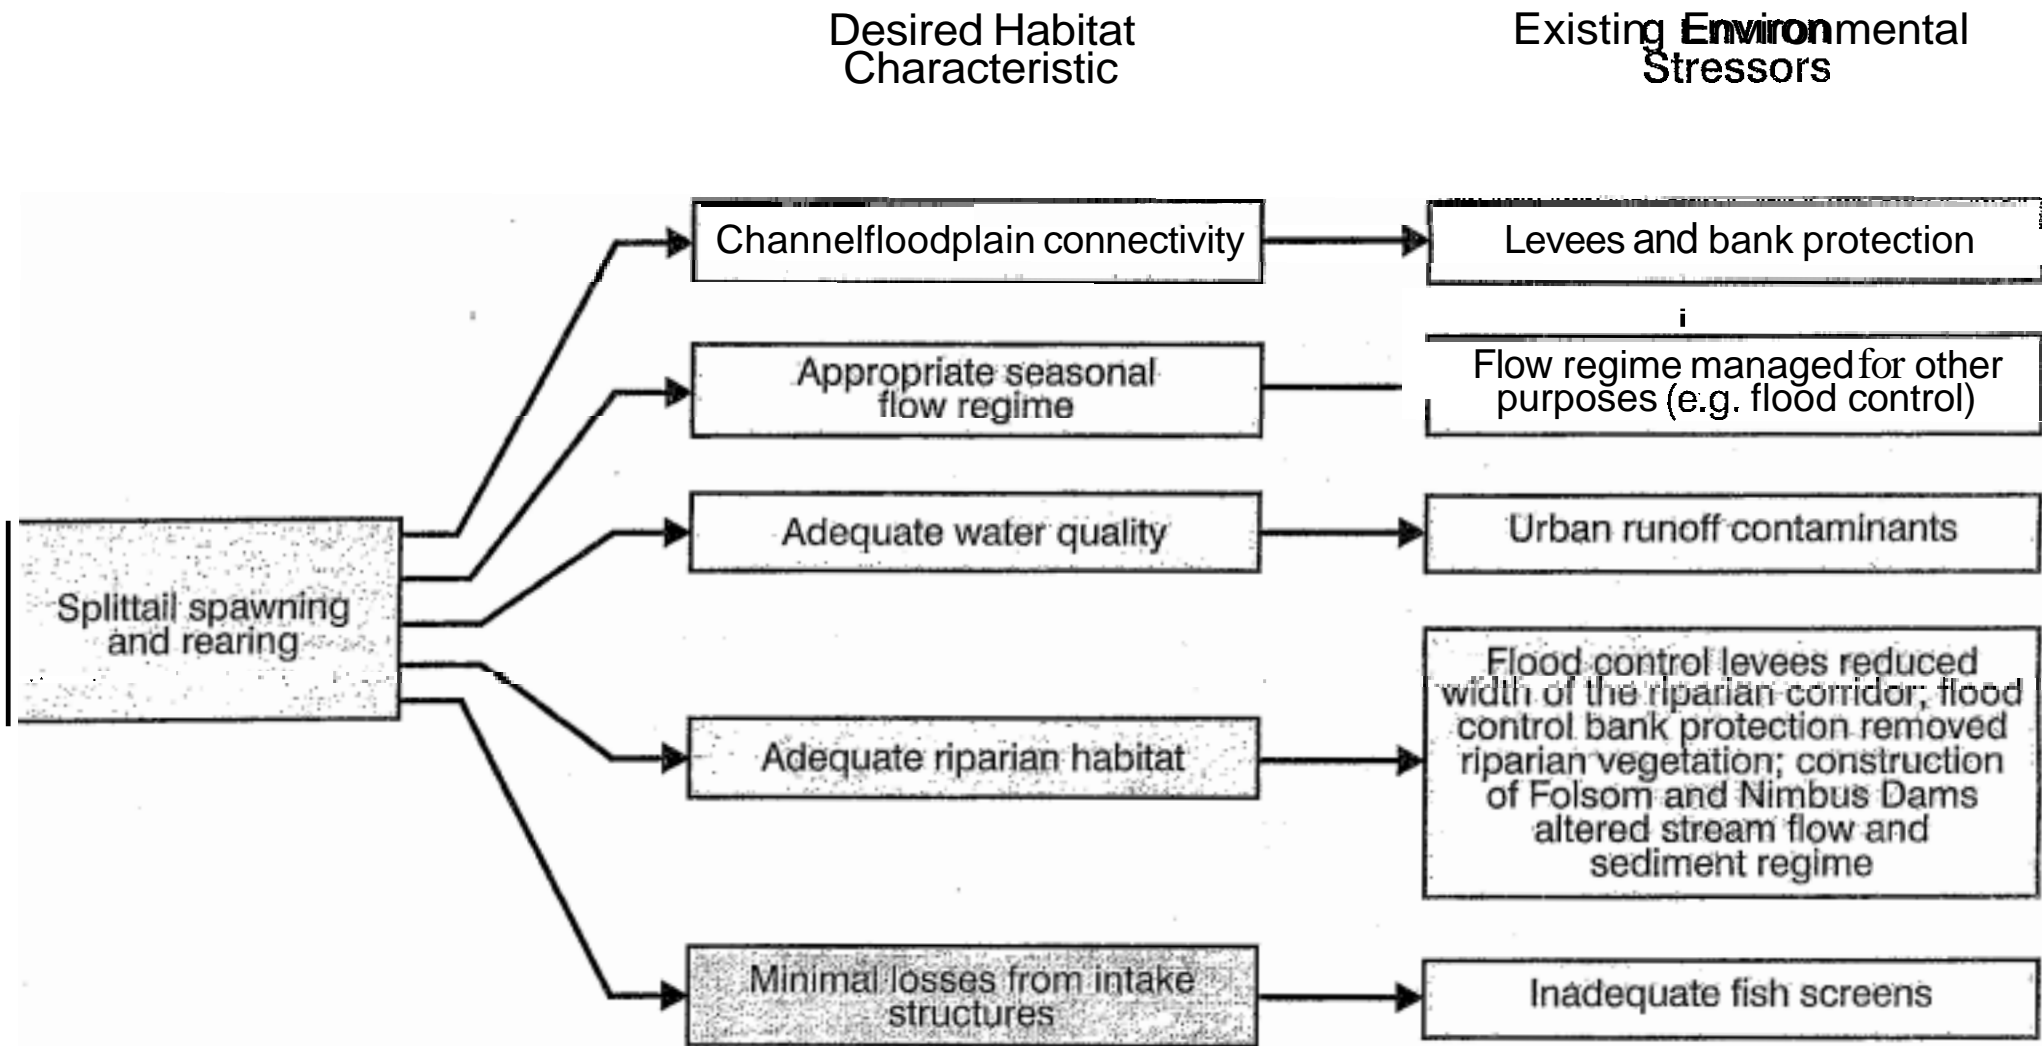 Desired Habitat
Characteristic
Existing Environmental
Stressors
Splittail spawning
and rearing
Channelfloodplain connectivity
Levees and bank protection
i
Appropriate seasonal
flow regime
Flow regime managed for other
purposes (e.g. flood control)
Adequate water quality
Urban runoff contaminants
Adequate riparian habitat
Flood control levees reduced
width of the riparian corridor; flood
control bank protection removed
riparian vegetation; construction
of Folsom and Nimbus Dams
altered stream flow and
sediment regime
Minimal losses from intake
structures
Inadequate fish screens